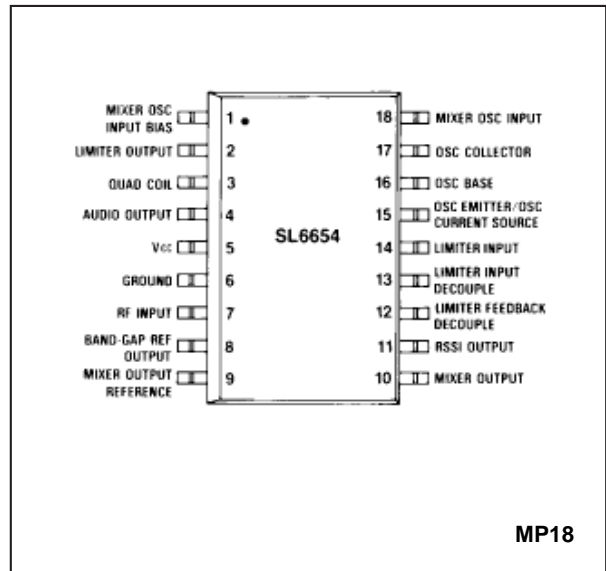 MIXER OSC
INPUT BIAS
1
LIMITER OUTPUT
2
QUAD COIL
3
AUDIO OUTPUT
4
Vcc
5
GROUND
6
RF INPUT
7
BAND-GAP REF
OUTPUT
8
MIXER OUTPUT
REFERENCE
9
SL6654
18
MIXER OSC INPUT
17
OSC COLLECTOR
16
OSC BASE
15
OSC EMITTER/OSC
CURRENT SOURCE
14
LIMITER INPUT
13
LIMITER INPUT
DECOUPLE
12
LIMITER FEEDBACK
DECOUPLE
11
RSSI OUTPUT
10
MIXER OUTPUT
MP18